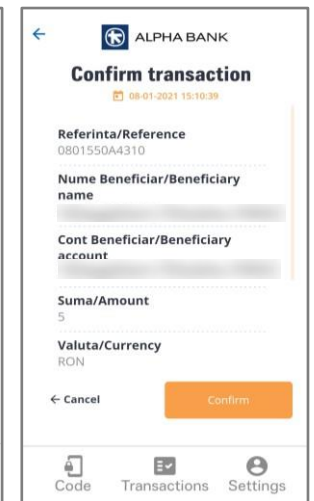 ALPHA BANK
Confirm transaction
08-01-2021 15:10:39
Referinta/Reference
0801550A4310
Nume Beneficiar/Beneficiary
name
Cont Beneficiar/Beneficiary
account
Suma/Amount
5
Valuta/Currency
RON
← Cancel
Confirm
Code
Transactions
Settings